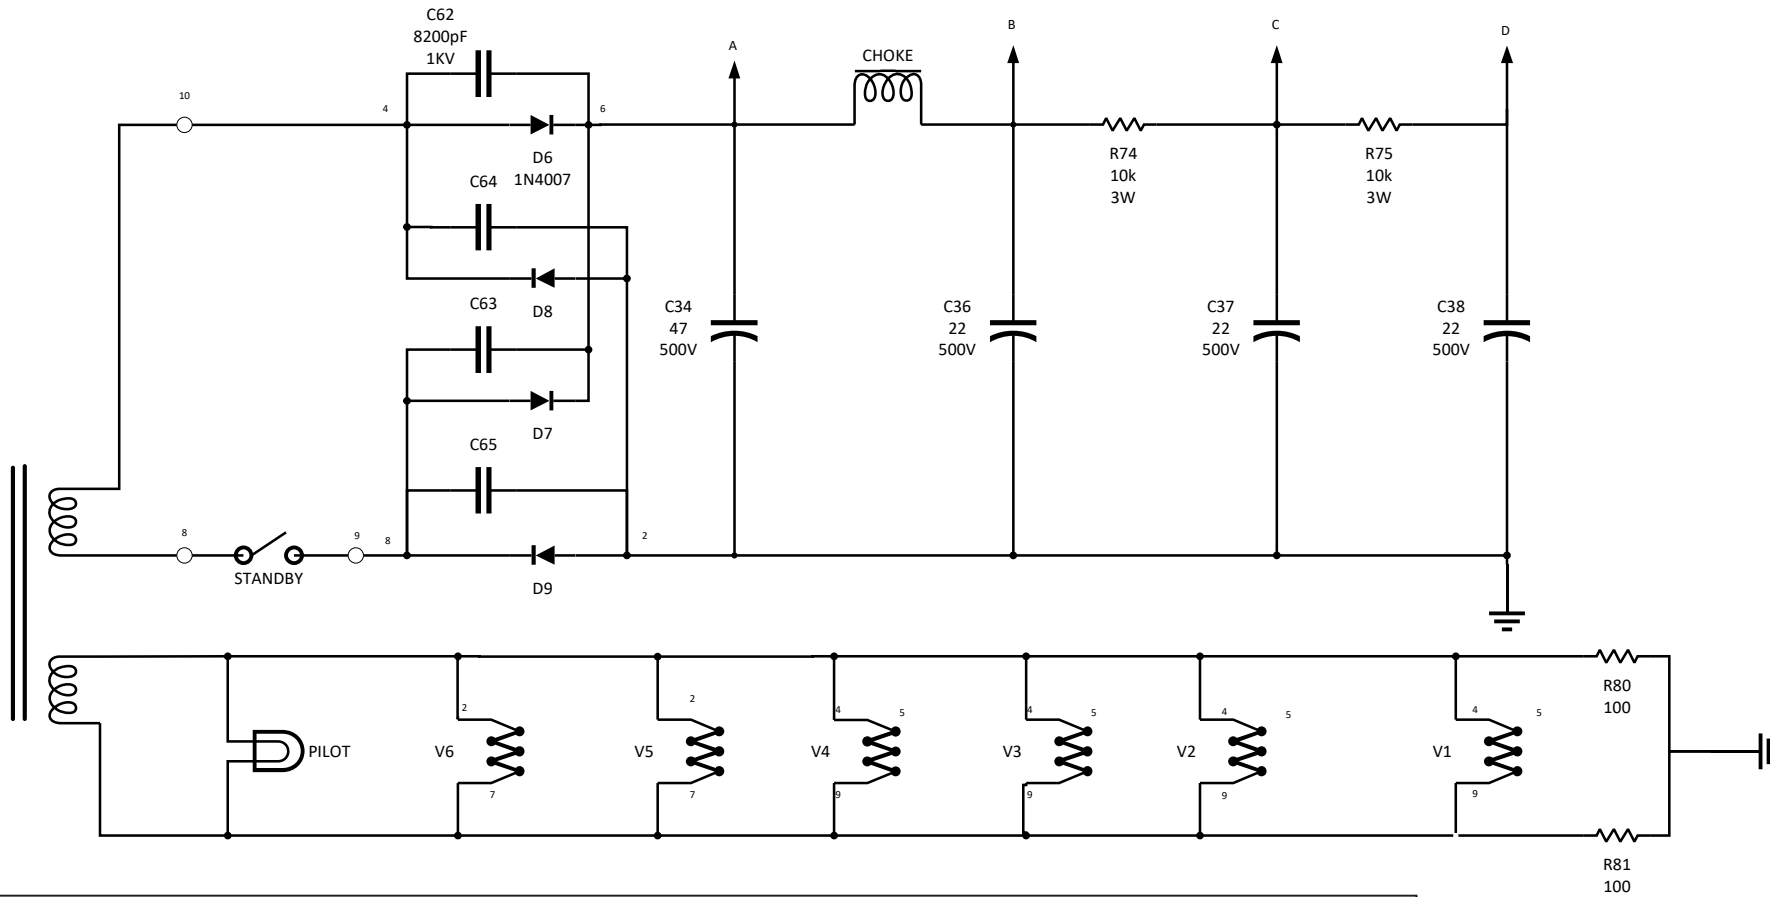 C62
8200pF
1KV
A
CHOKE
B
C
D
10
4
6
D6
1N4007
C64
R74
10k
3W
R75
10k
3W
D8
C63
C34
47
500V
C36
22
500V
C37
22
500V
C38
22
500V
D7
C65
8
9
8
2
STANDBY
D9
2
2
4
5
4
5
4
5
4
5
R80
100
PILOT
V6
V5
V4
V3
V2
V1
7
7
9
9
9
9
R81
100